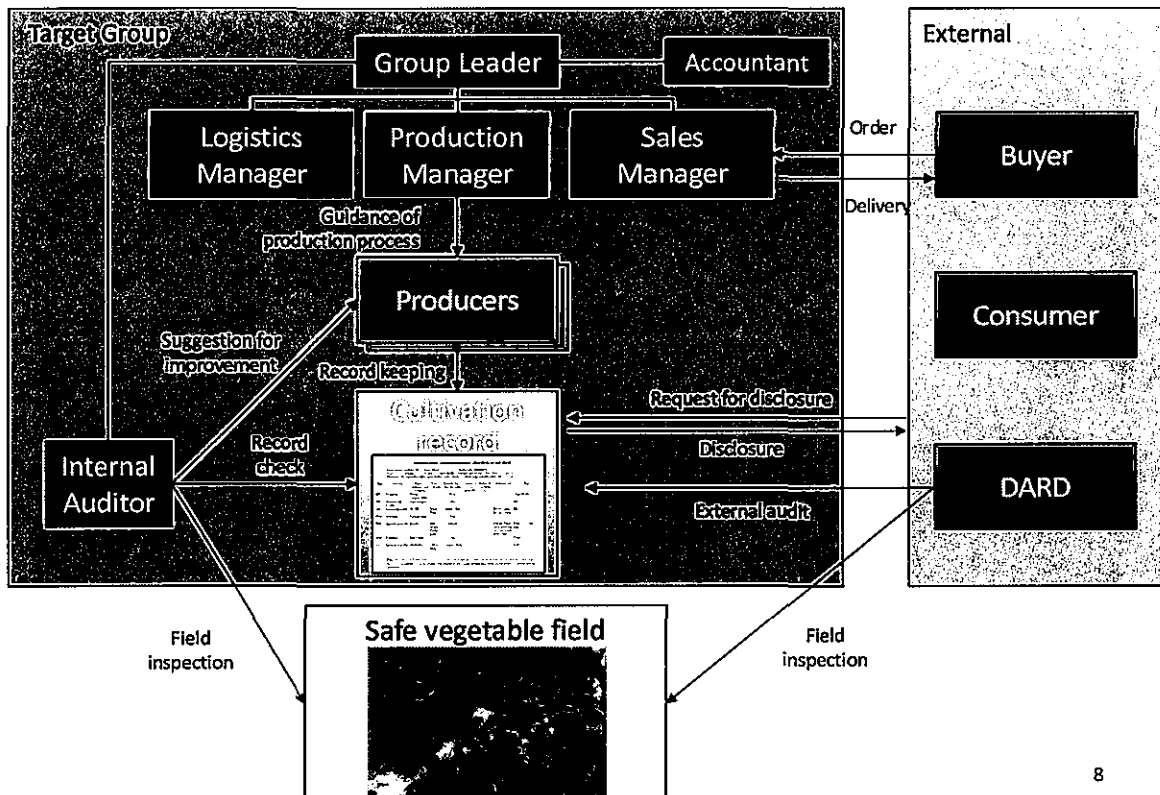 Target Group
Group Leader
Accountant
Logistics
Manager
Production
Manager
Sales
Manager
Guidance of
production process
Producers
Suggestion for
improvement
Record keeping
Cultivation
record
Record
check
Internal
Auditor
External
Order
Buyer
Delivery
Consumer
Request for disclosure
Disclosure
DARD
External audit
Field
inspection
Safe vegetable field
Field
inspection
8